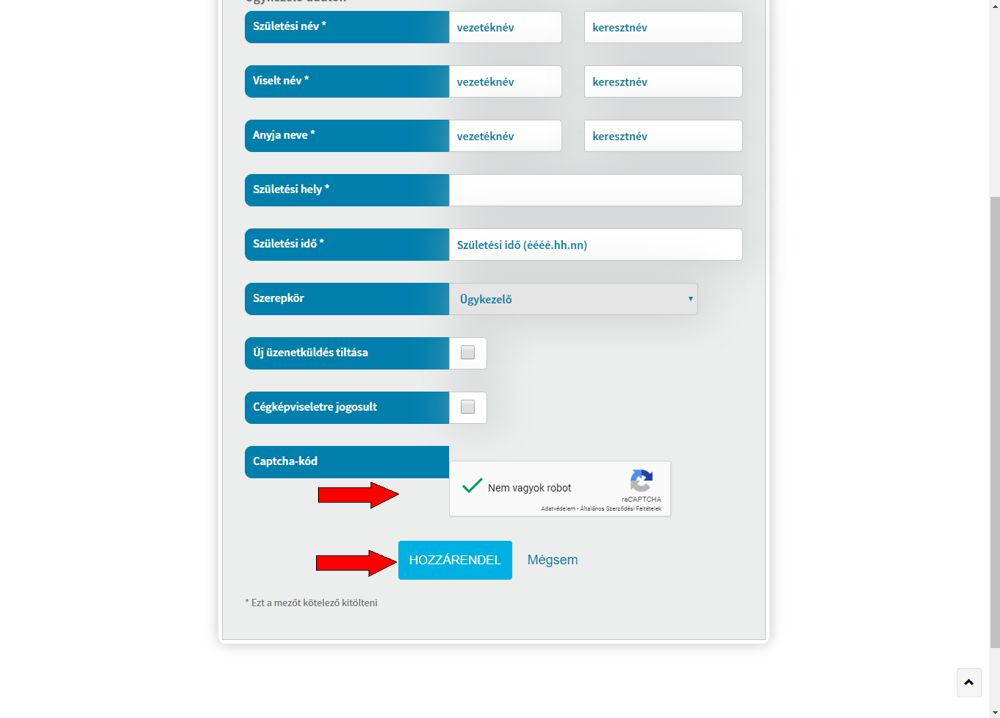 Ügykezelő adatok
Születési név *
vezetéknév
keresztnév
Viselt név *
vezetéknév
keresztnév
Anyja neve *
vezetéknév
keresztnév
Születési hely *
Születési idő *
Születési idő (éééé.hh.nn)
Szerepkör
Ügykezelő
Új üzenetküldés tiltása
Cégképviseletre jogosult
Captcha-kód
Nem vagyok robot
reCAPTCHA
Adatvédelem - Általános Szerződési Feltételek
HOZZÁRENDEL
Mégsem
* Ezt a mezőt kötelező kitölteni